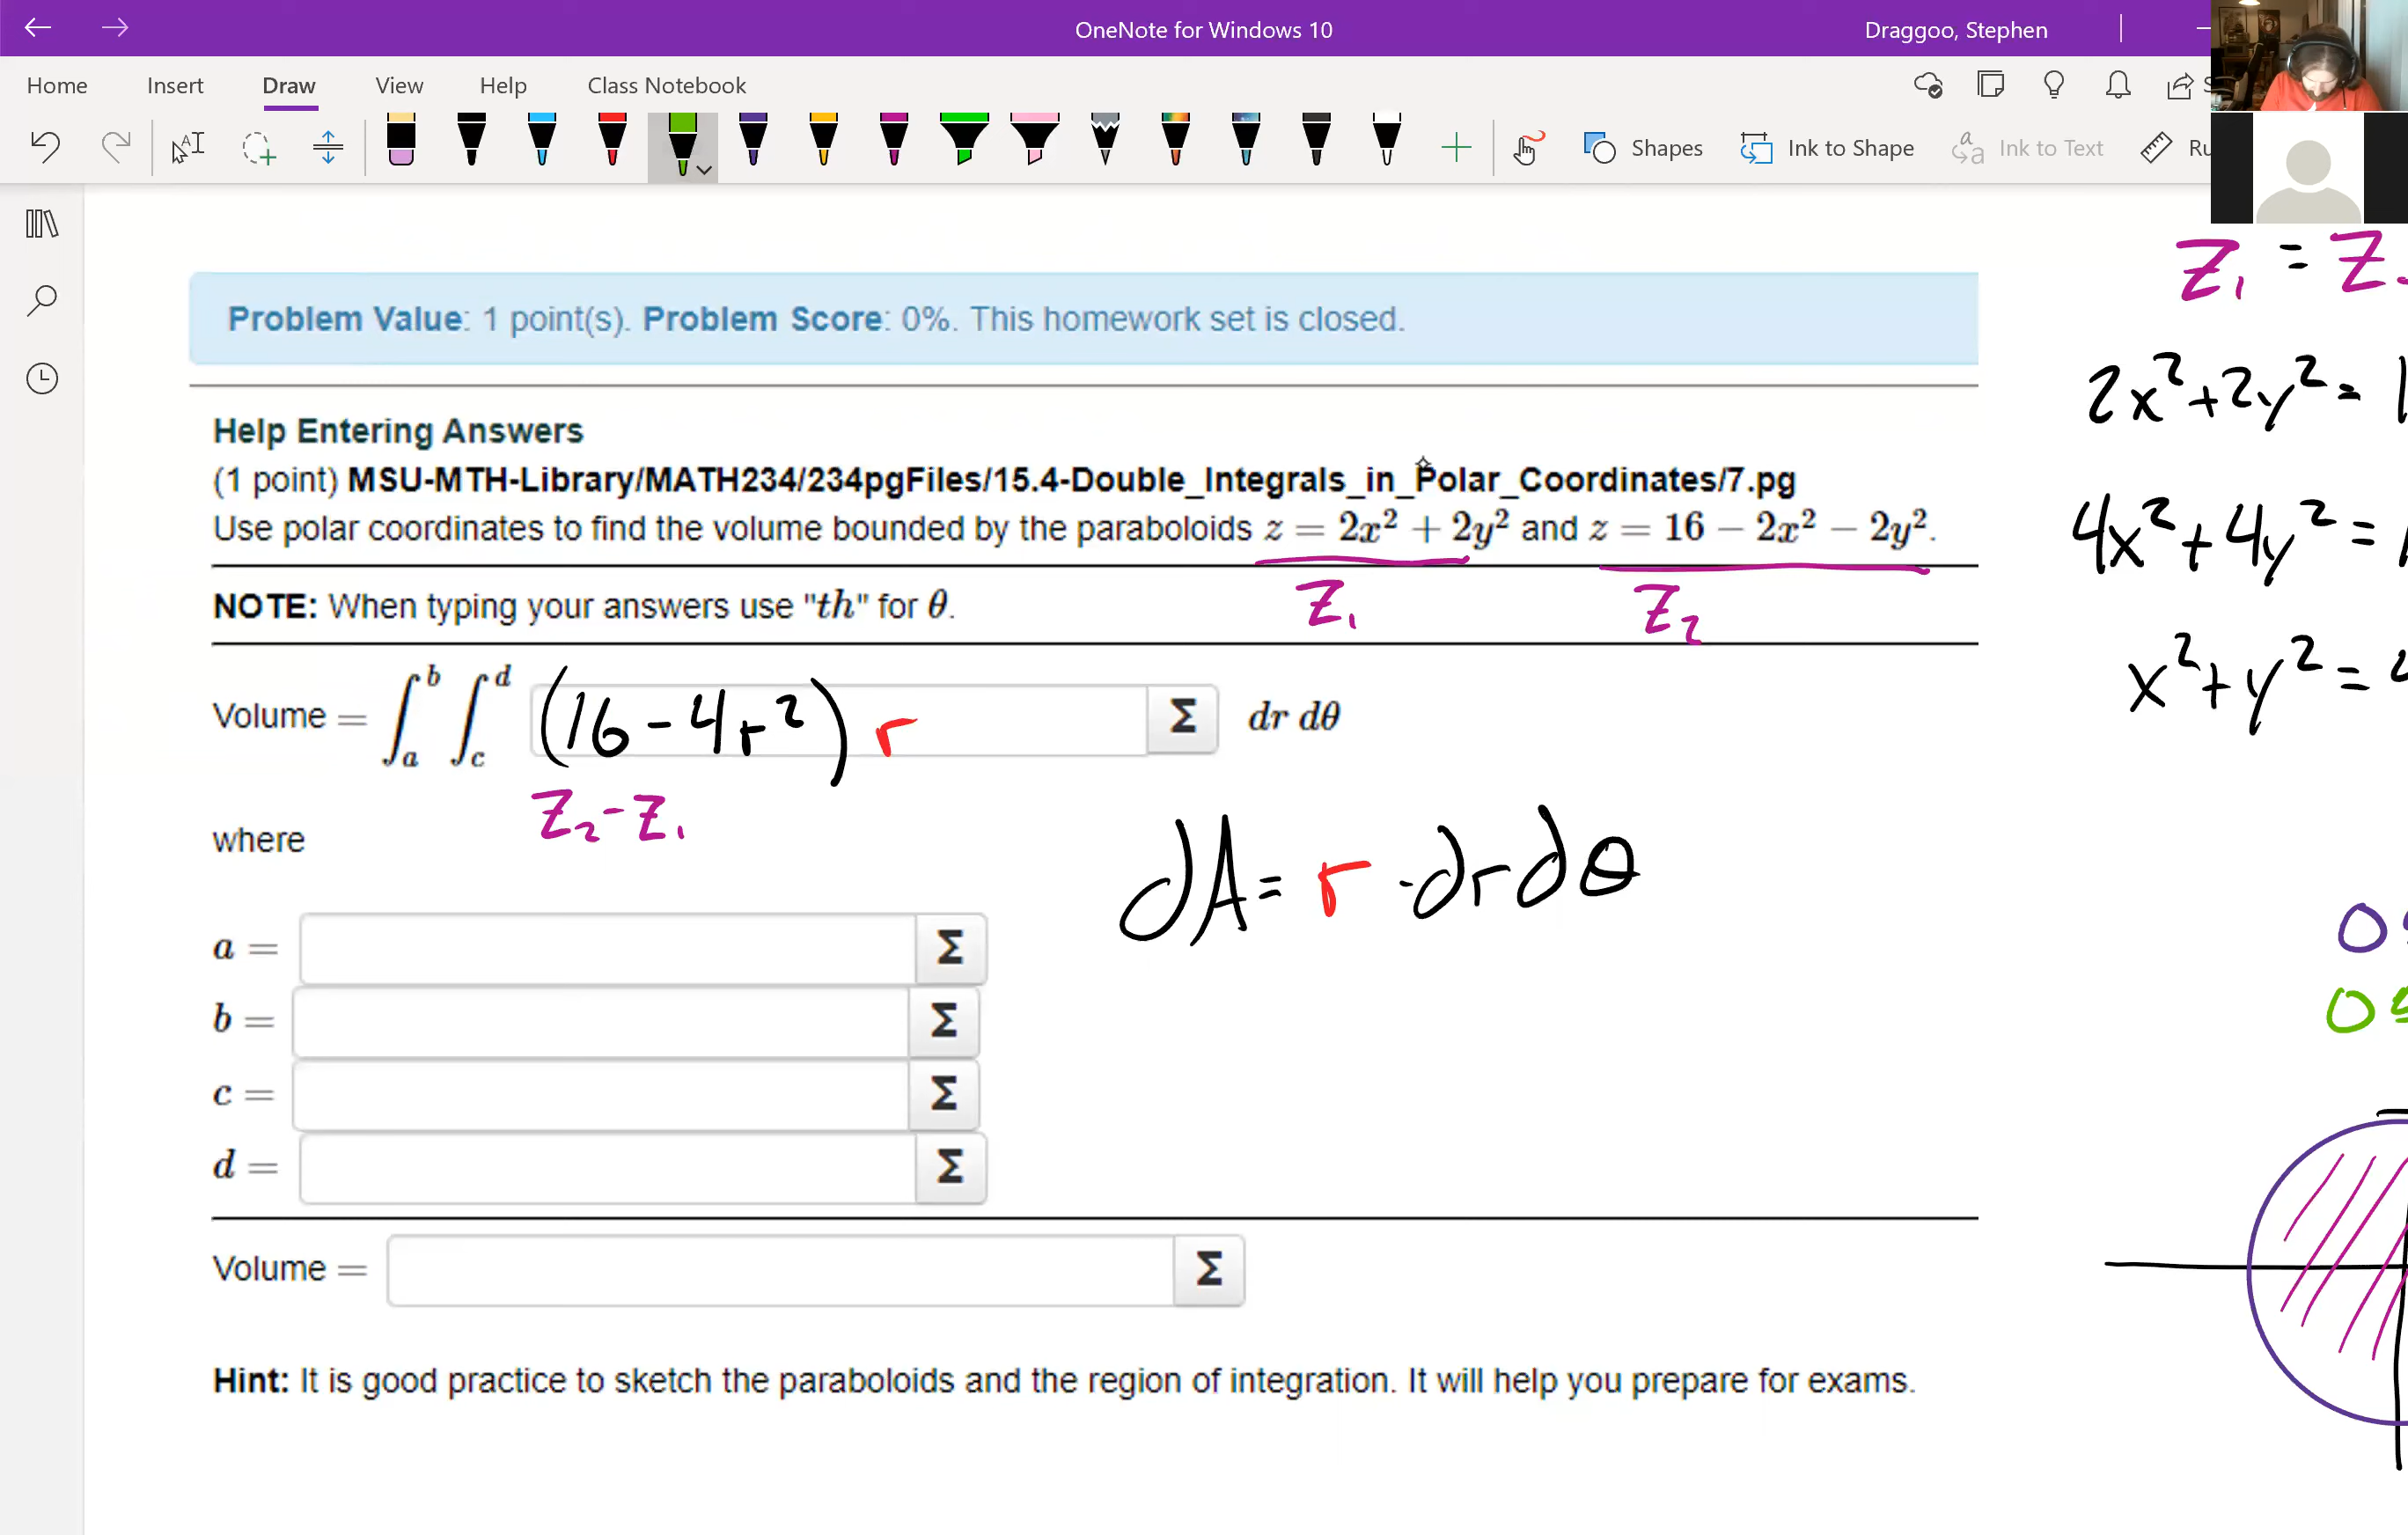 OneNote for Windows 10
Draggoo, Stephen
Home Insert Draw View Help Class Notebook
Shapes Ink to Shape Ink to Text
Problem Value: 1 point(s). Problem Score: 0%. This homework set is closed.
Help Entering Answers
(1 point) MSU-MTH-Library/MATH234/234pgFiles/15.4-Double_Integrals_in_Polar_Coordinates/7.pg
Use polar coordinates to find the volume bounded by the paraboloids z = 2x² + 2y² and z = 16 − 2x² − 2y².
z₁ z₂
NOTE: When typing your answers use "th" for θ.
Volume = ∫_a^b ∫_c^d (16 - 4r²) r Σ dr dθ
z₂ - z₁
where
dA = r · dr dθ
a = Σ
b = Σ
c = Σ
d = Σ
Volume = Σ
Hint: It is good practice to sketch the paraboloids and the region of integration. It will help you prepare for exams.
z₁ = z
2x² + 2y² = 1
4x² + 4y² =
x² + y² = 4
0 ≤
0 ≤